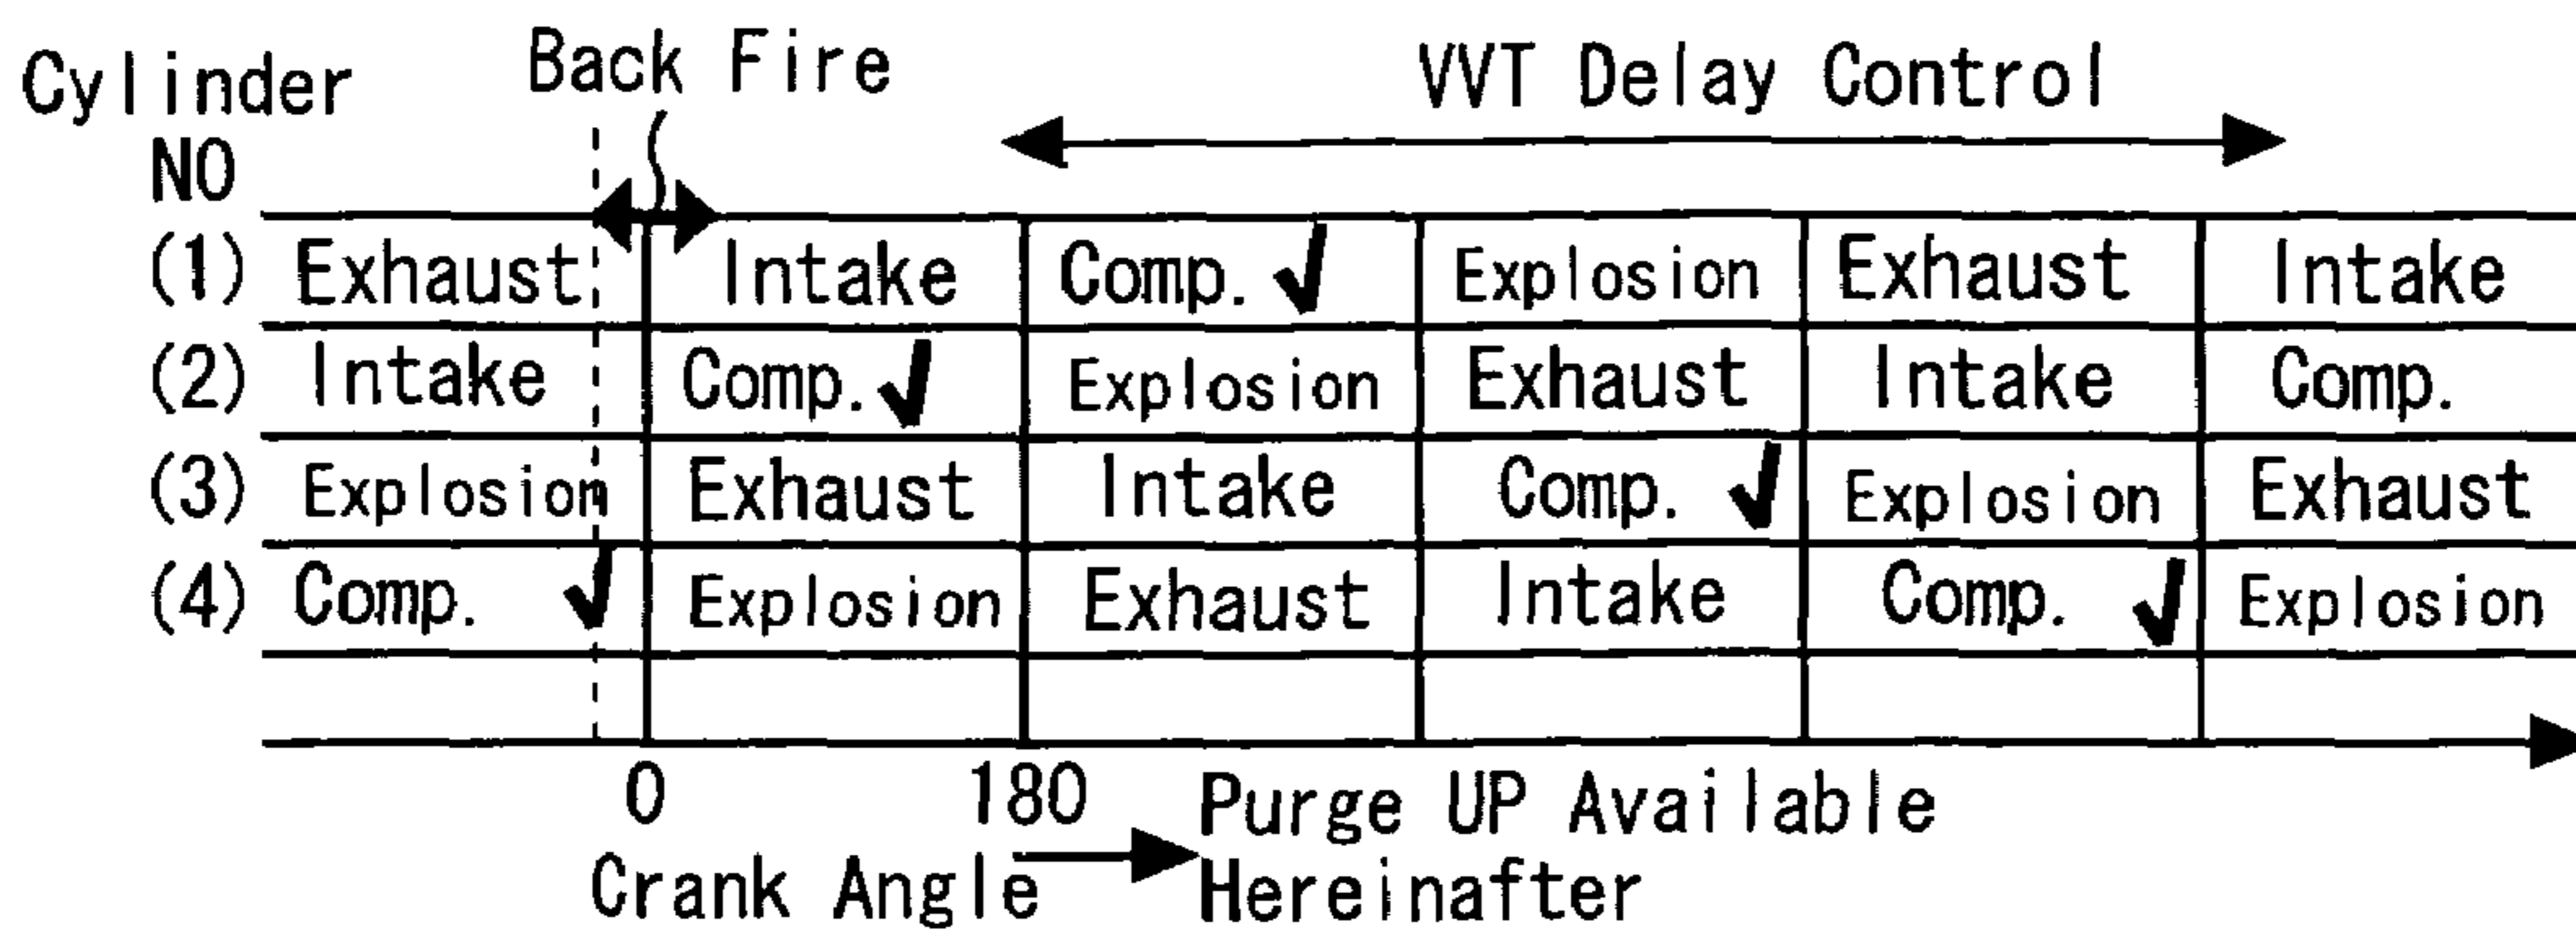 Cylinder NO
Back Fire
VVT Delay Control
(1) Exhaust Intake Comp. ✓ Explosion Exhaust Intake
(2) Intake Comp. ✓ Explosion Exhaust Intake Comp.
(3) Explosion Exhaust Intake Comp. ✓ Explosion Exhaust
(4) Comp. ✓ Explosion Exhaust Intake Comp. ✓ Explosion
0 180 Purge UP Available
Crank Angle Hereinafter